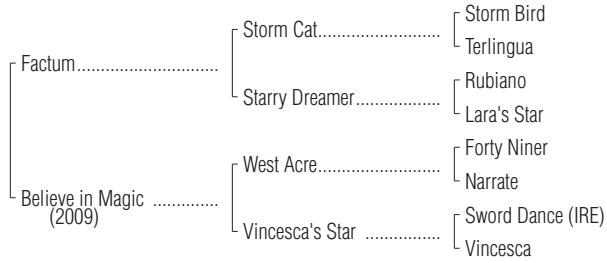 Storm Bird
Storm Cat..............................
Terlingua
Factum.......................................
Rubiano
Starry Dreamer.....................
Lara's Star
Forty Niner
West Acre..............................
Narrate
Believe in Magic ..................
(2009)
Sword Dance (IRE)
Vincesca's Star ....................
Vincesca